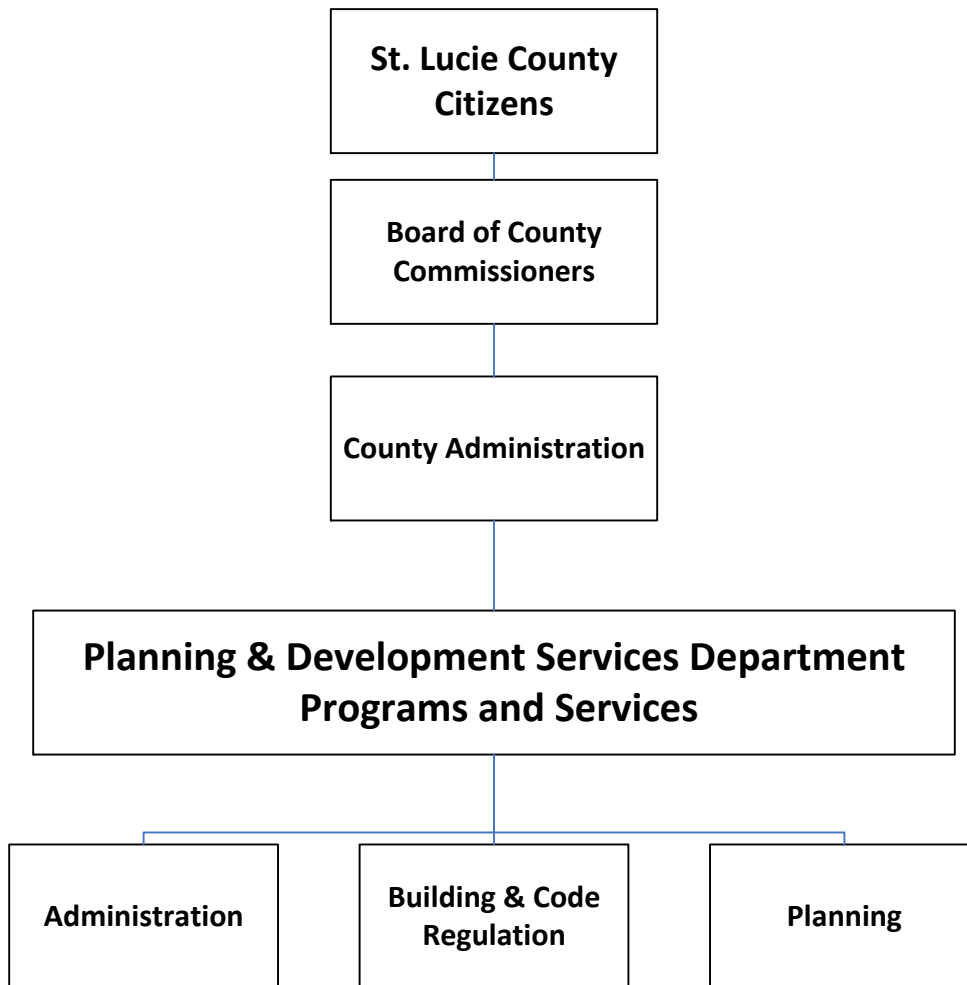 St. Lucie County
Citizens
Board of County
Commissioners
County Administration
Planning & Development Services Department
Programs and Services
Administration
Building & Code
Regulation
Planning